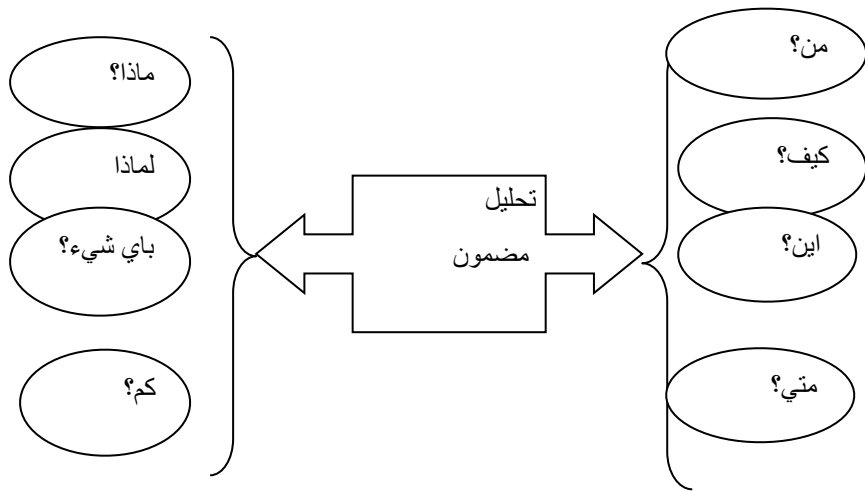 من؟
كيف؟
اين؟
متي؟
تحليل
مضمون
ماذا؟
لماذا
باي شيء؟
كم؟